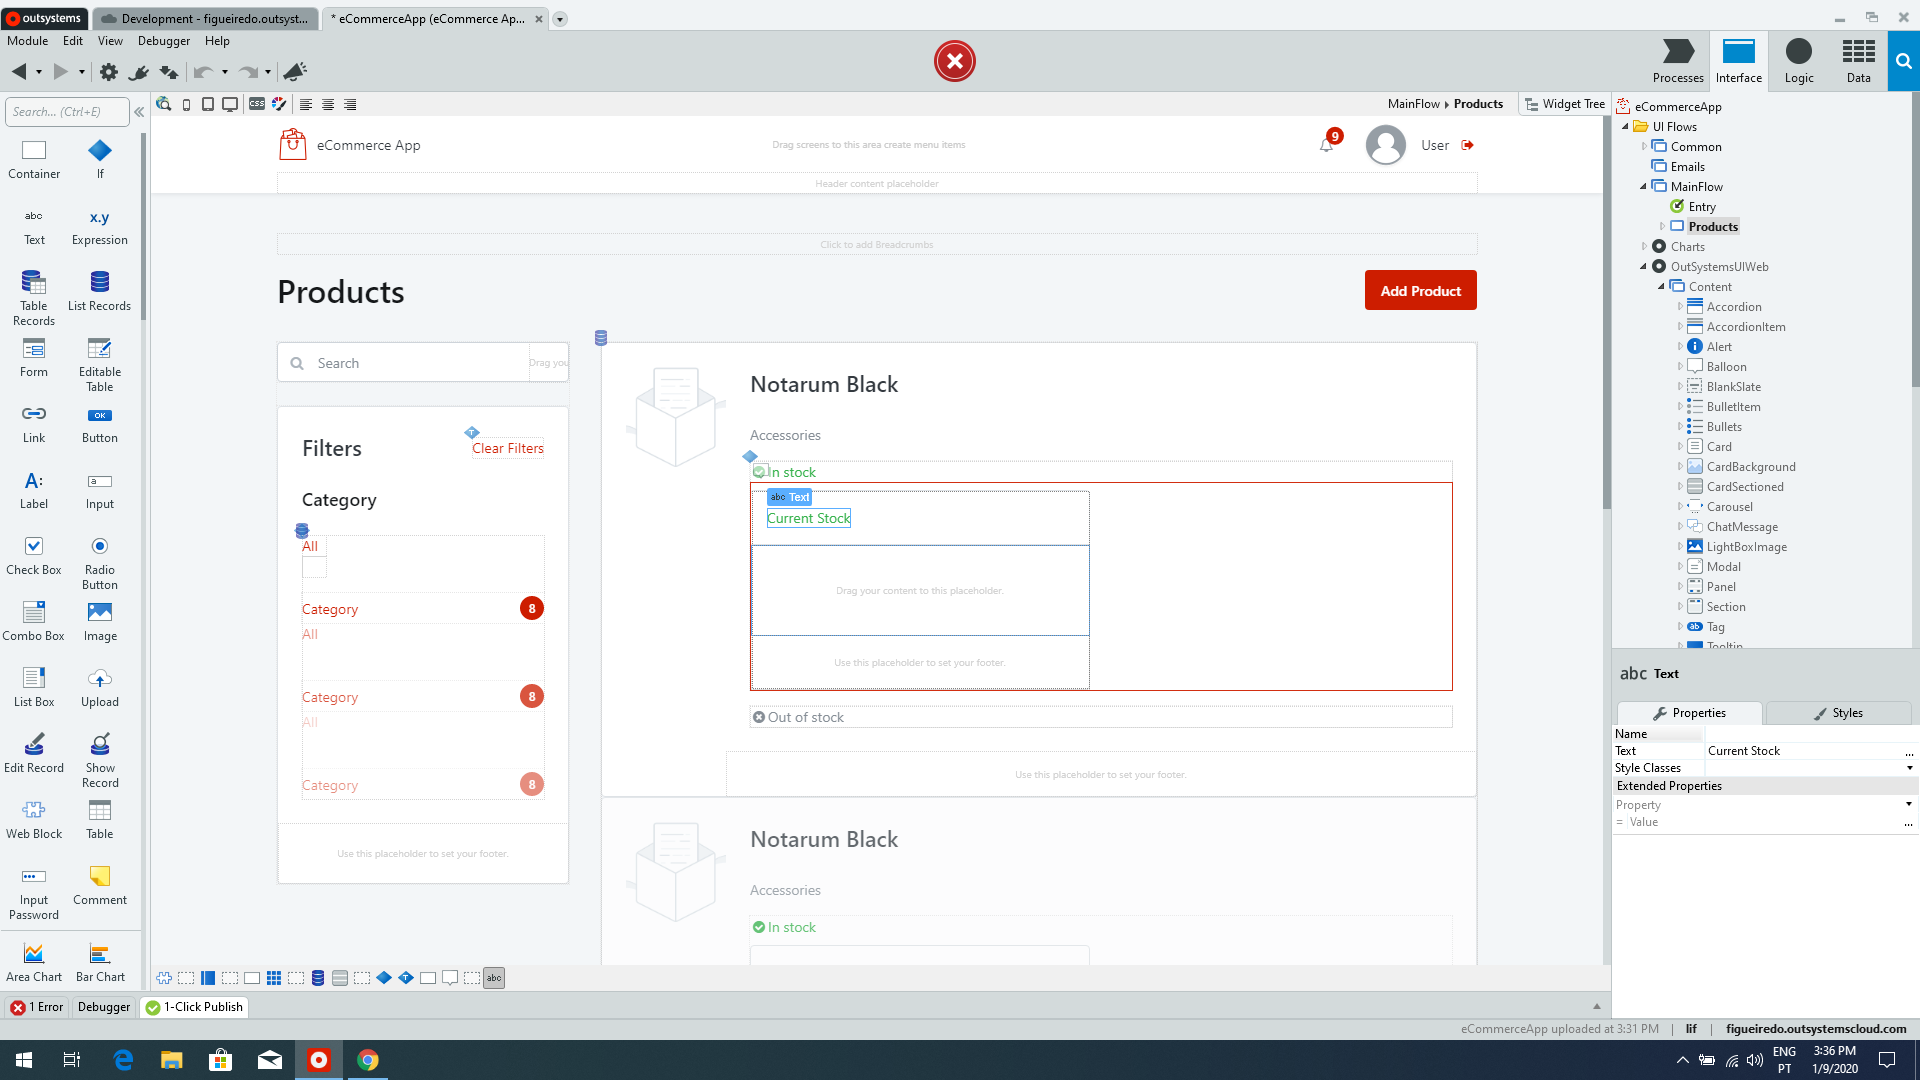 outsystems
Development - figueiredo.outsyst...
* eCommerceApp (eCommerce Ap...
Module Edit View Debugger Help
Processes Interface Logic Data
Search... (Ctrl+E)
MainFlow Products
Widget Tree
Container If
abc x.y
Text Expression
Table Records List Records
Form Editable Table
Link OK Button
A: a
Label Input
Check Box Radio Button
Combo Box Image
List Box Upload
Edit Record Show Record
Web Block Table
Input Password Comment
Area Chart Bar Chart
CSS
eCommerce App
Drag screens to this area create menu items
9
User
Header content placeholder
Click to add Breadcrumbs
Products
Add Product
Search
Drag you
Filters
Clear Filters
Category
All
Category 8
All
Category 8
All
Category 8
Use this placeholder to set your footer.
Notarum Black
Accessories
In stock
abc Text
Current Stock
Drag your content to this placeholder.
Use this placeholder to set your footer.
Out of stock
Use this placeholder to set your footer.
Notarum Black
Accessories
In stock
abc
eCommerceApp
UI Flows
Common
Emails
MainFlow
Entry
Products
Charts
OutSystemsUIWeb
Content
Accordion
AccordionItem
Alert
Balloon
BlankSlate
BulletItem
Bullets
Card
CardBackground
CardSectioned
Carousel
ChatMessage
LightBoxImage
Modal
Panel
Section
ab Tag
Tooltip
abc Text
Properties Styles
Name
Text Current Stock ...
Style Classes
Extended Properties
Property
= Value ...
1 Error Debugger 1-Click Publish
eCommerceApp uploaded at 3:31 PM | lif | figueiredo.outsystemscloud.com
ENG
PT
3:36 PM
1/9/2020